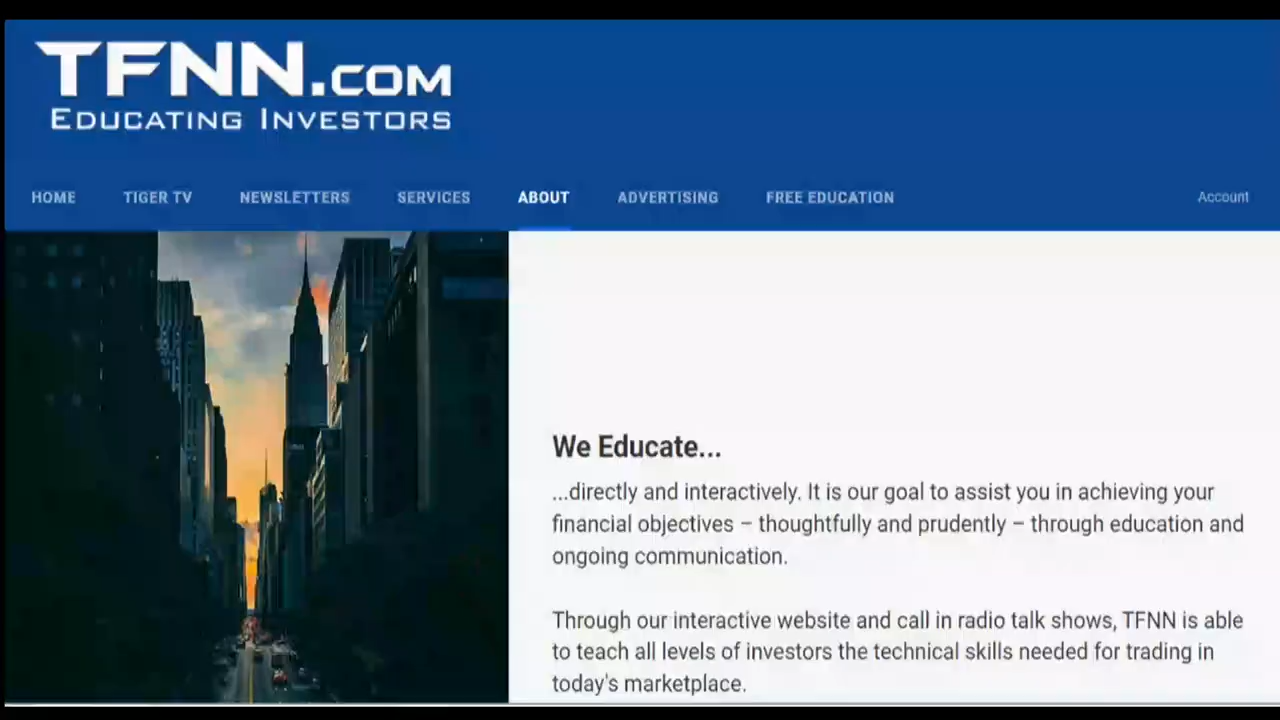 TFNN.COM
EDUCATING INVESTORS
HOME TIGER TV NEWSLETTERS SERVICES ABOUT ADVERTISING FREE EDUCATION Account
We Educate...
...directly and interactively. It is our goal to assist you in achieving your
financial objectives – thoughtfully and prudently – through education and
ongoing communication.
Through our interactive website and call in radio talk shows, TFNN is able
to teach all levels of investors the technical skills needed for trading in
today's marketplace.